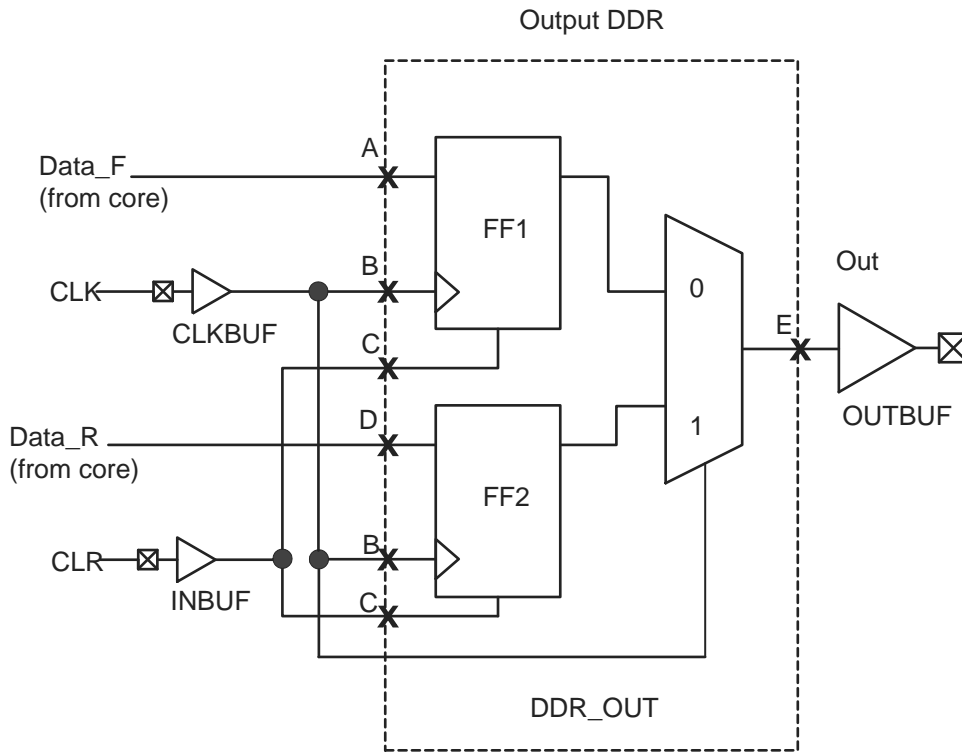 Output DDR
A
Data_F
(from core)
FF1
B
CLK
CLKBUF
0
Out
C
E
D
OUTBUF
Data_R
(from core)
1
FF2
B
CLR
INBUF
C
DDR_OUT